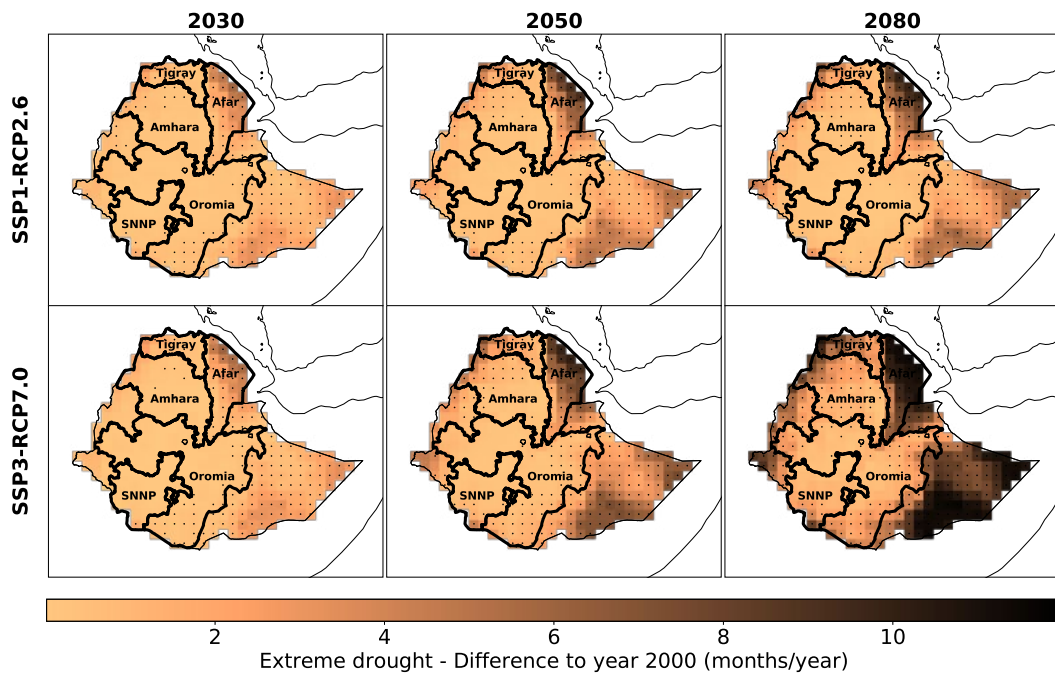 2030 2050 2080
SSP1-RCP2.6
Tigray Afar Amhara Oromia SNNP
Tigray Afar Amhara Oromia SNNP
Tigray Afar Amhara Oromia SNNP
SSP3-RCP7.0
Tigray Afar Amhara Oromia SNNP
Tigray Afar Amhara Oromia SNNP
Tigray Afar Amhara Oromia SNNP
2 4 6 8 10
Extreme drought - Difference to year 2000 (months/year)